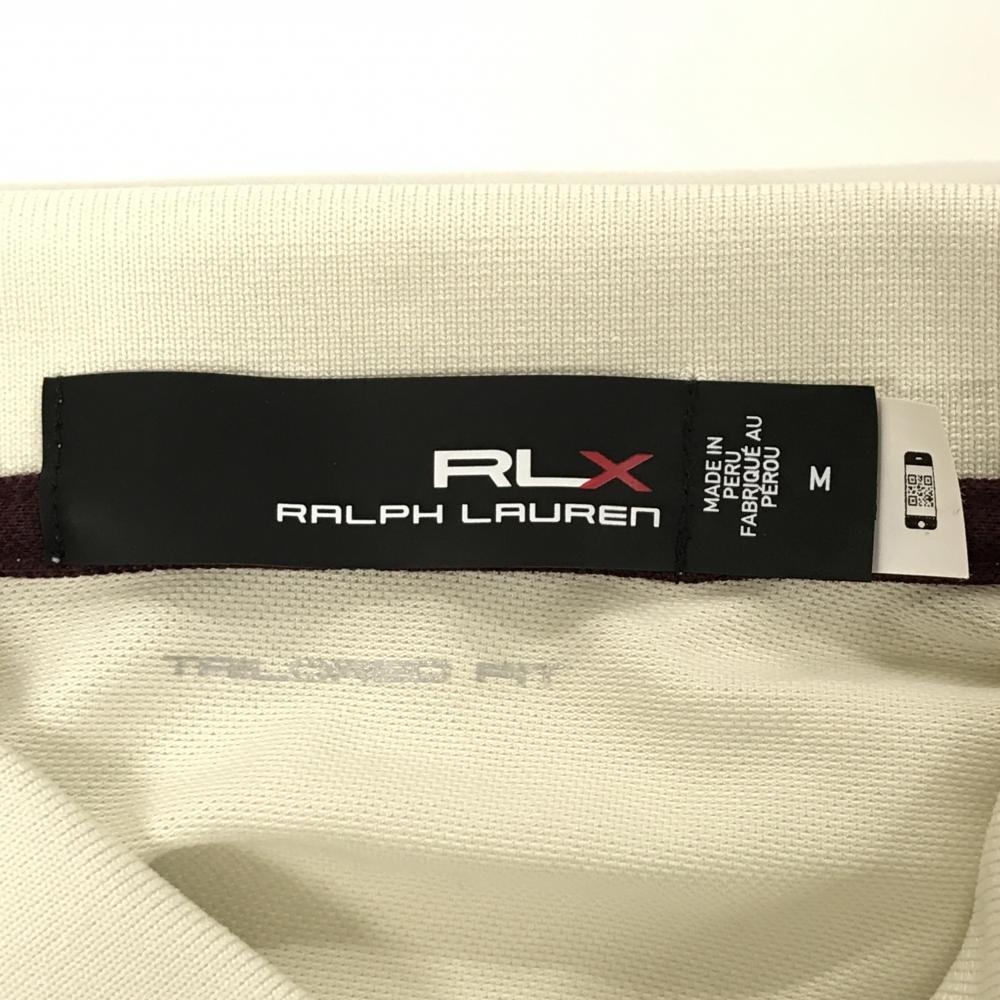 RLX
RALPH LAUREN
MADE IN
PERU
FABRIQUÉ AU
PÉROU
M
TAILORED FIT